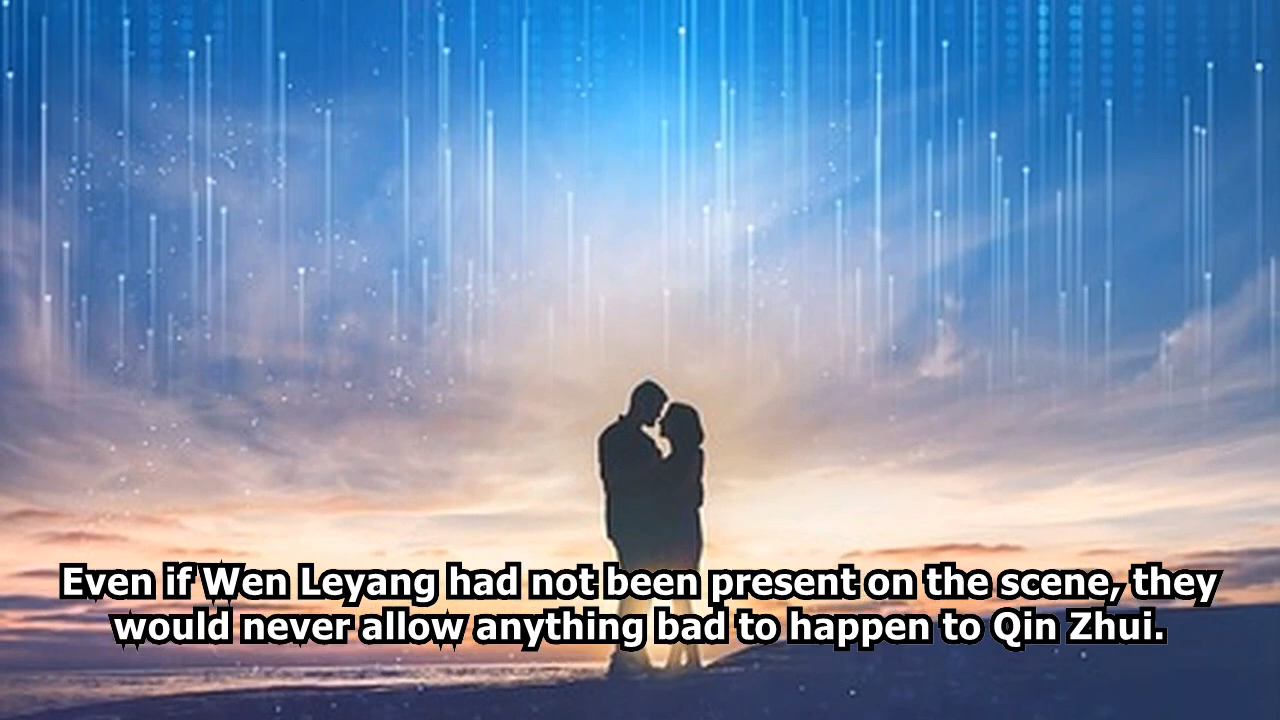 Even if Wen Leyang had not been present on the scene, they
would never allow anything bad to happen to Qin Zhui.